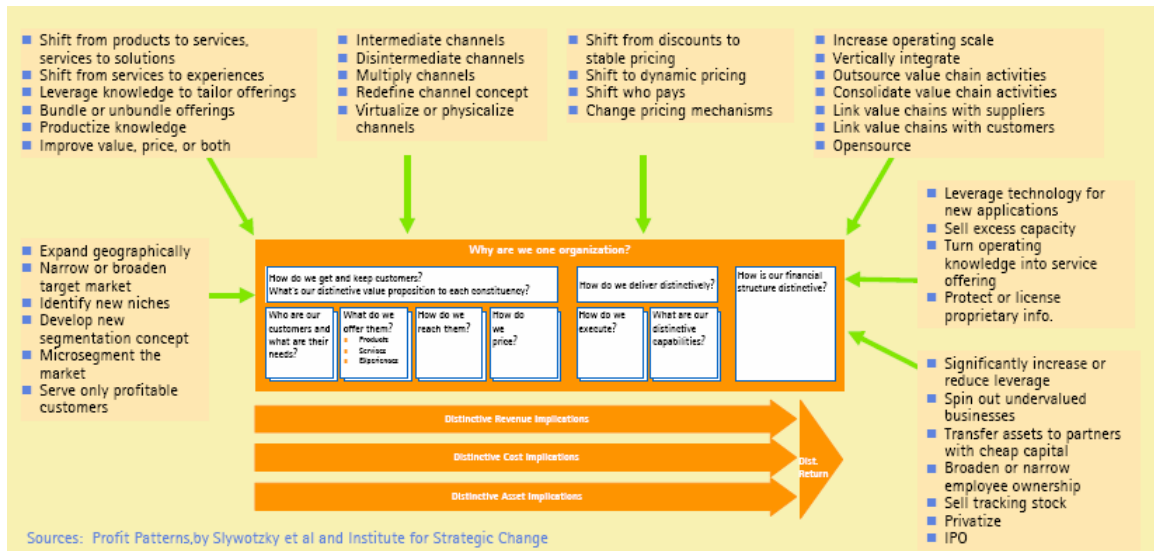 Shift from products to services,
services to solutions
Shift from services to experiences
Leverage knowledge to tailor offerings
Bundle or unbundle offerings
Productize knowledge
Improve value, price, or both
Intermediate channels
Disintermediate channels
Multiply channels
Redefine channel concept
Virtualize or physicalize
channels
Shift from discounts to
stable pricing
Shift to dynamic pricing
Shift who pays
Change pricing mechanisms
Increase operating scale
Vertically integrate
Outsource value chain activities
Consolidate value chain activities
Link value chains with suppliers
Link value chains with customers
Opensource
Expand geographically
Narrow or broaden
target market
Identify new niches
Develop new
segmentation concept
Microsegment the
market
Serve only profitable
customers
Why are we one organization?
How do we get and keep customers?
What's our distinctive value proposition to each constituency?
How do we deliver distinctively?
How is our financial
structure distinctive?
Who are our
customers and
what are their
needs?
What do we
offer them?
Products
Services
Experiences
How do we
reach them?
How do
we
price?
How do we
execute?
What are our
distinctive
capabilities?
Leverage technology for
new applications
Sell excess capacity
Turn operating
knowledge into service
offering
Protect or license
proprietary info.
Significantly increase or
reduce leverage
Spin out undervalued
businesses
Transfer assets to partners
with cheap capital
Broaden or narrow
employee ownership
Sell tracking stock
Privatize
IPO
Distinctive Revenue Implications
Distinctive Cost Implications
Distinctive Asset Implications
Dist.
Return
Sources: Profit Patterns,by Slywotzky et al and Institute for Strategic Change